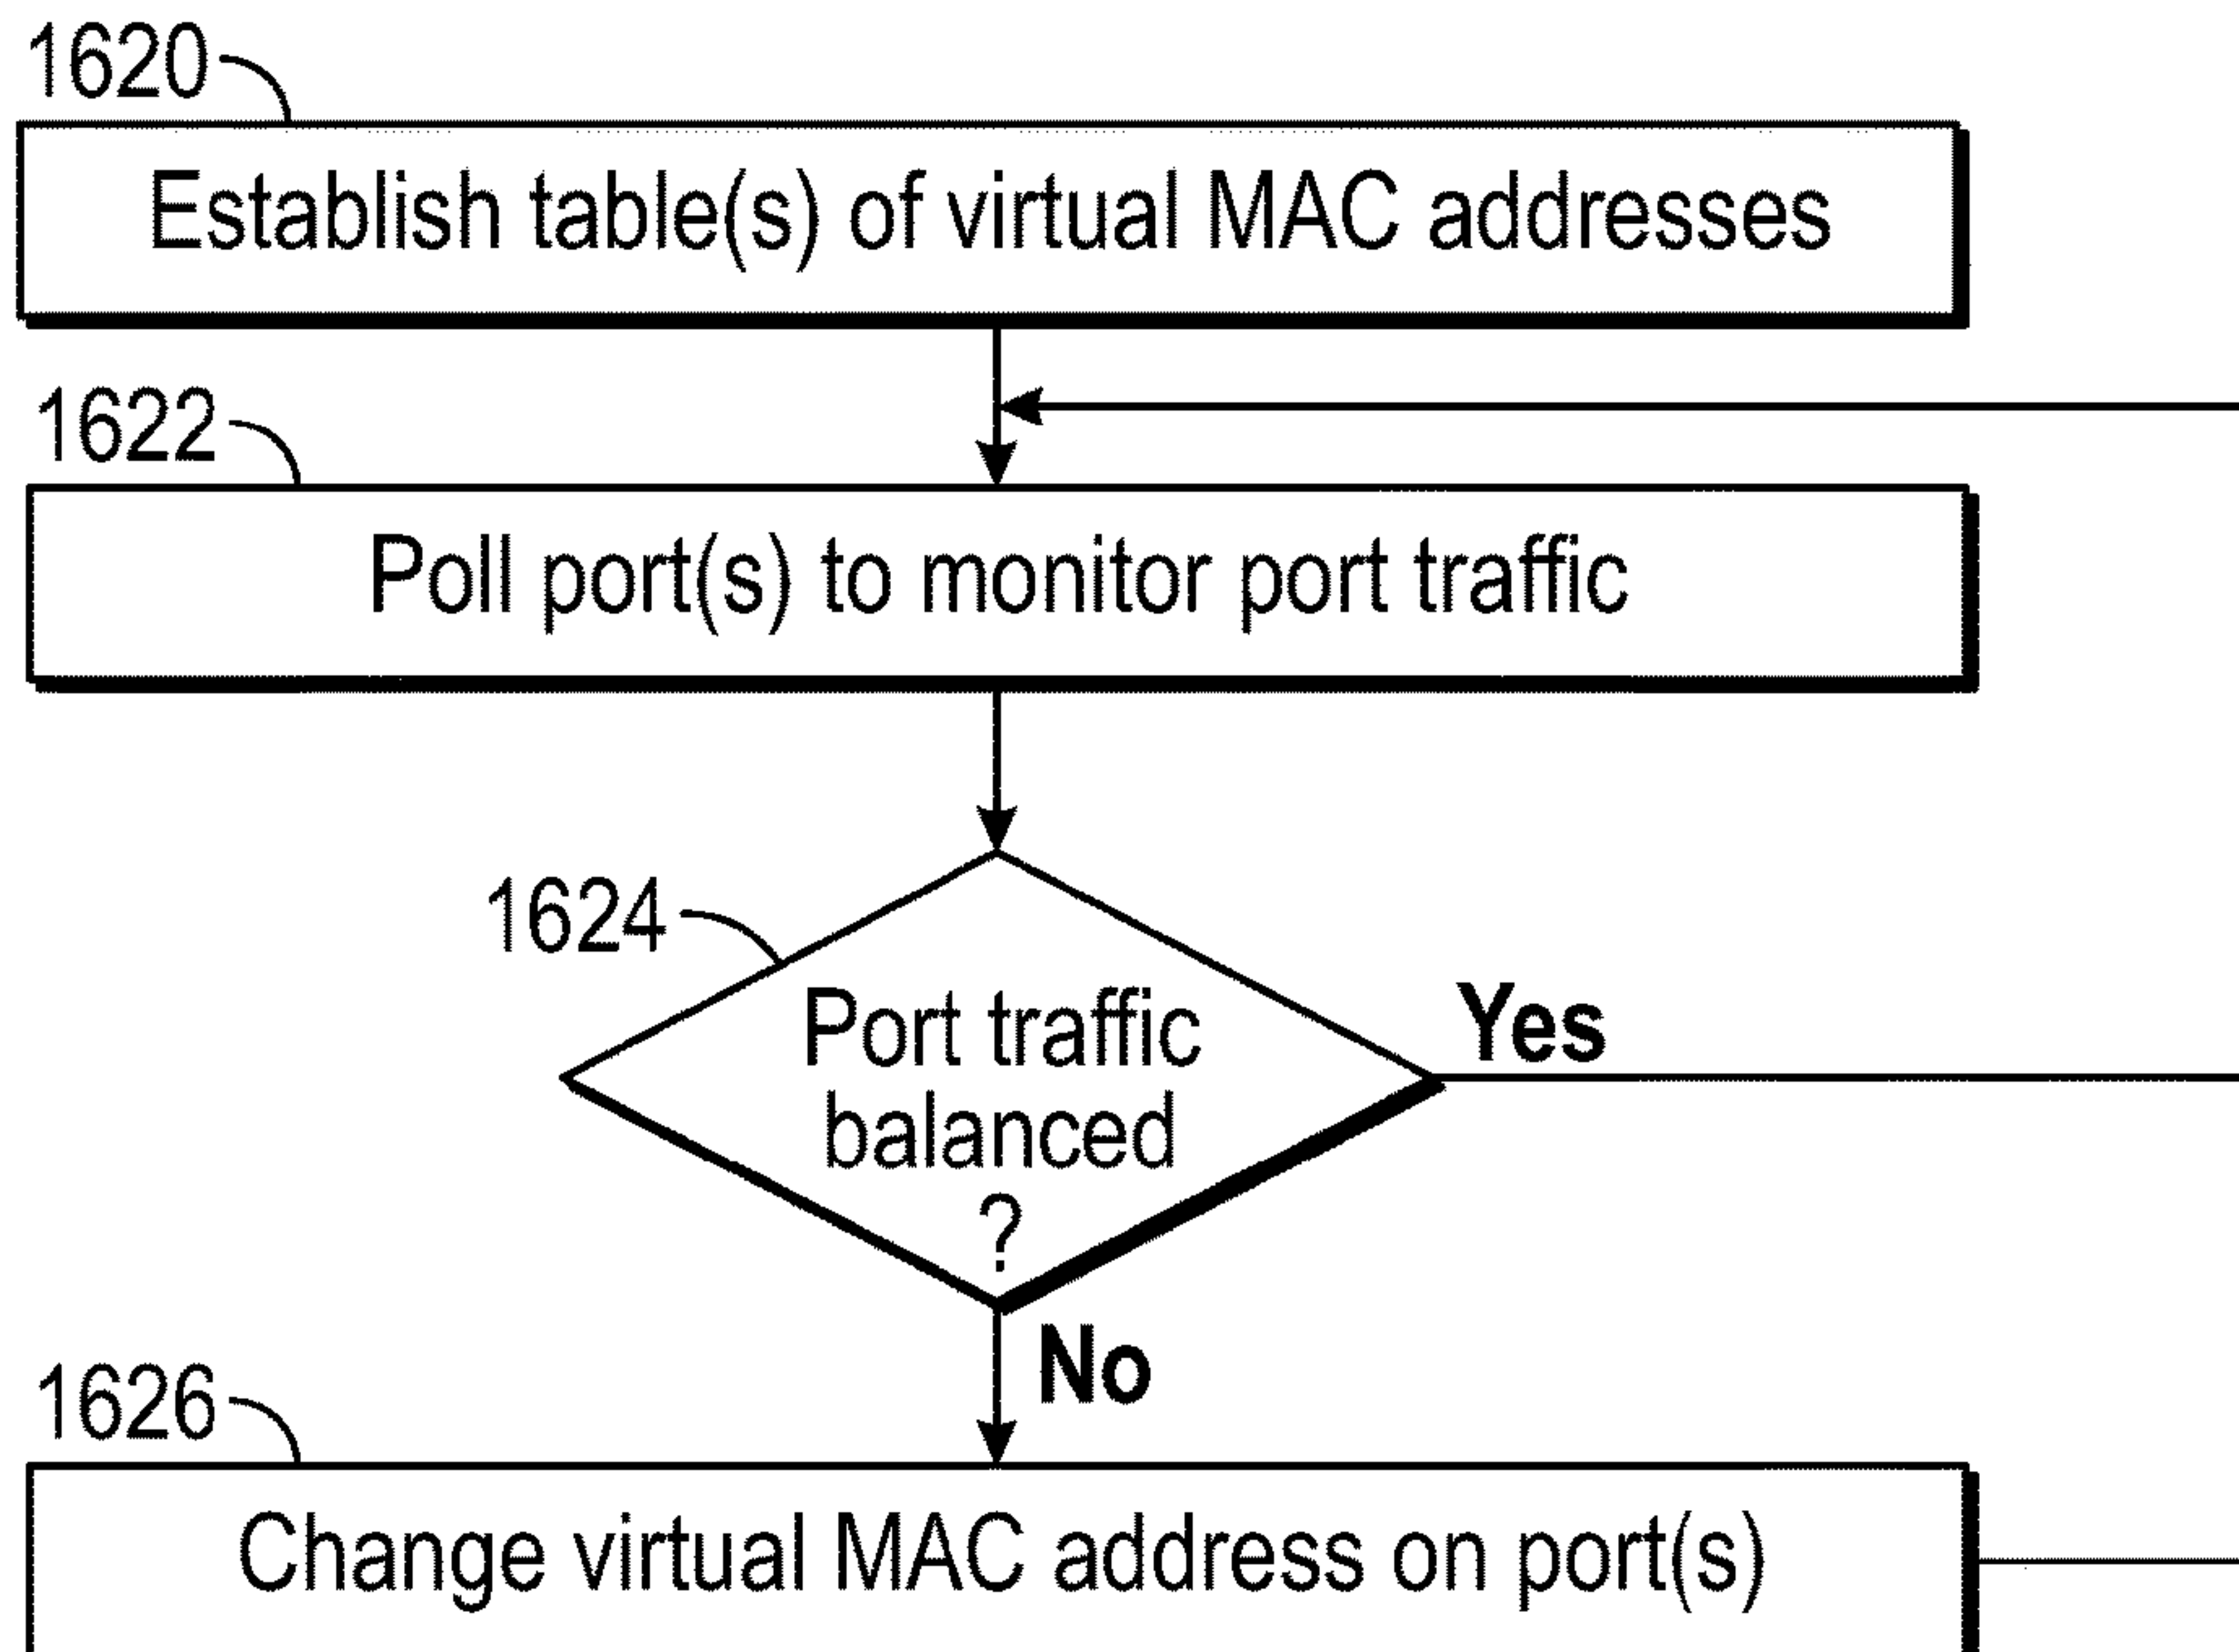 1620
Establish table(s) of virtual MAC addresses
1622
Poll port(s) to monitor port traffic
1624
Port traffic
balanced
?
Yes
No
1626
Change virtual MAC address on port(s)